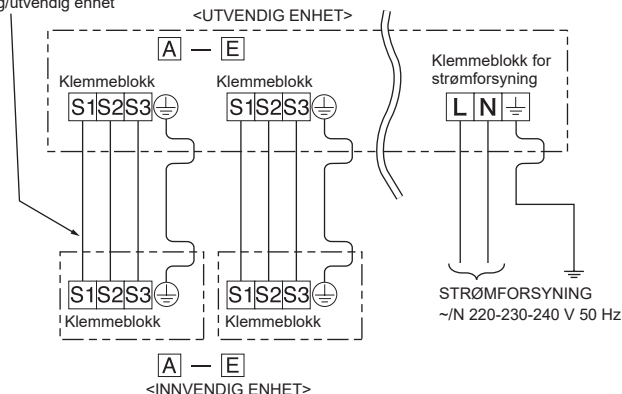 g/utvendig enhet
<UTVENDIG ENHET>
A — E
Klemmeblokk
S1 S2 S3
Klemmeblokk
S1 S2 S3
Klemmeblokk for
strømforsyning
L N
S1 S2 S3
Klemmeblokk
S1 S2 S3
Klemmeblokk
STRØMFORSYNING
~/N 220-230-240 V 50 Hz
A — E
<INNVENDIG ENHET>